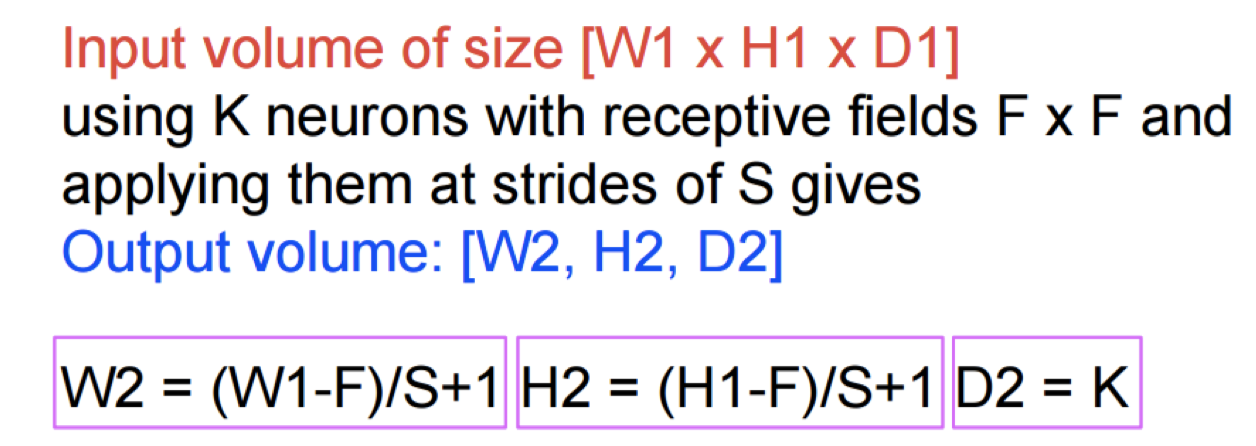 Input volume of size [W1 x H1 x D1]
using K neurons with receptive fields F x F and
applying them at strides of S gives
Output volume: [W2, H2, D2]
W2 = (W1-F)/S+1 H2 = (H1-F)/S+1 D2 = K